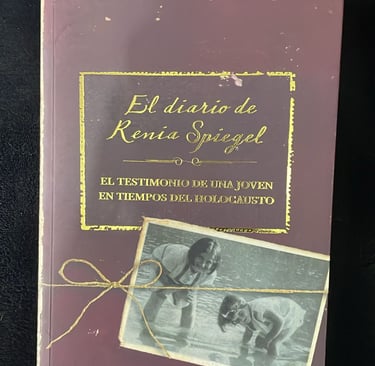 El diario de
Renia Spiegel
EL TESTIMONIO DE UNA JOVEN
EN TIEMPOS DEL HOLOCAUSTO